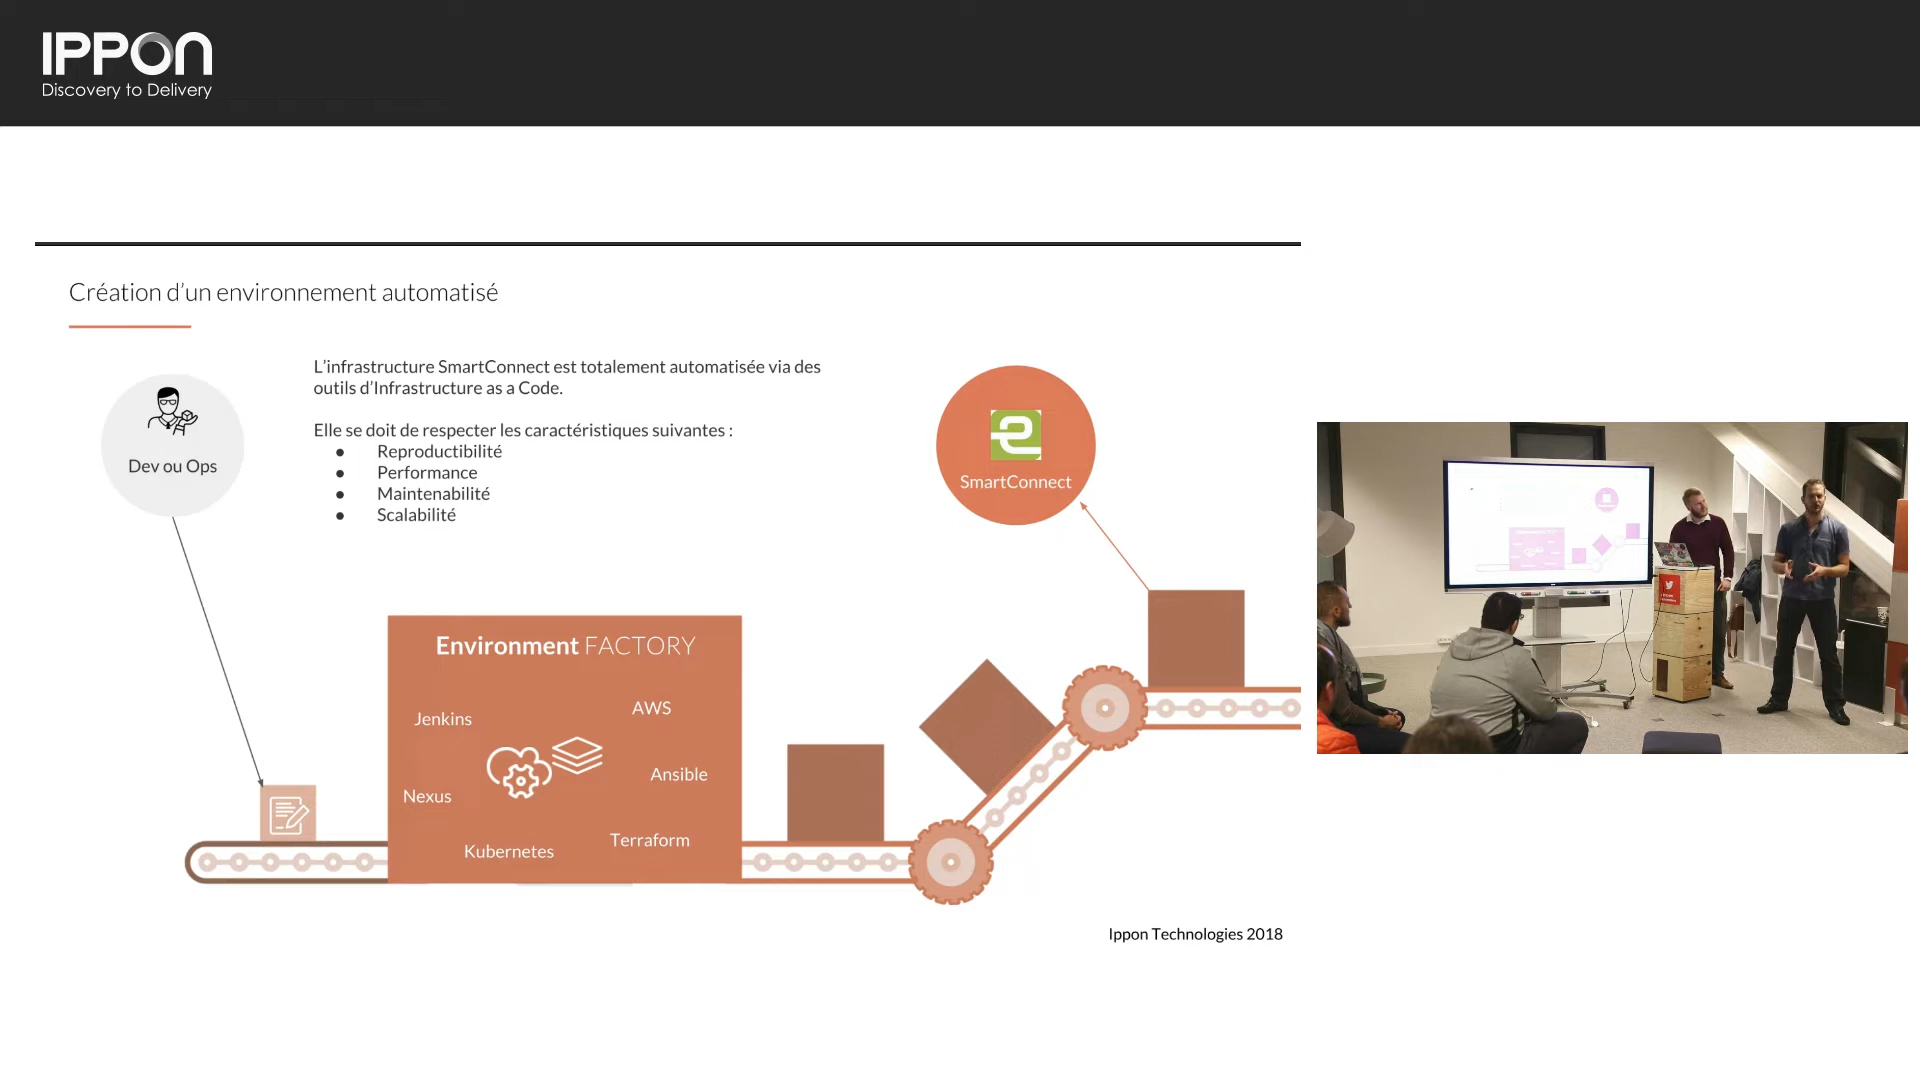 IPPON
Discovery to Delivery
Création d’un environnement automatisé
L’infrastructure SmartConnect est totalement automatisée via des
outils d’Infrastructure as a Code.
Elle se doit de respecter les caractéristiques suivantes :
● Reproductibilité
● Performance
● Maintenabilité
● Scalabilité
Dev ou Ops
SmartConnect
Environment FACTORY
Jenkins
AWS
Nexus
Ansible
Kubernetes
Terraform
Ippon Technologies 2018